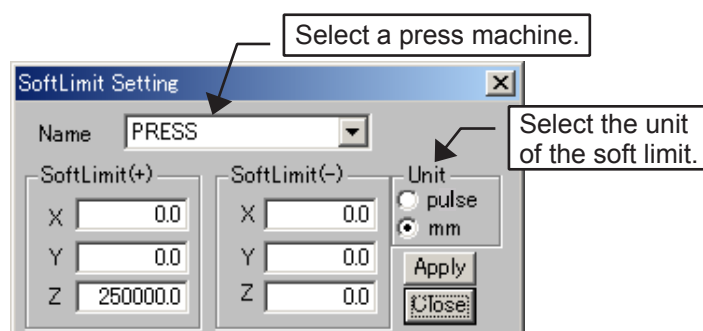 Select a press machine.
SoftLimit Setting
Name PRESS
Select the unit
of the soft limit.
SoftLimit(+) SoftLimit(-) Unit
X 0.0 X 0.0 pulse
mm
Y 0.0 Y 0.0 Apply
Z 250000.0 Z 0.0 Close